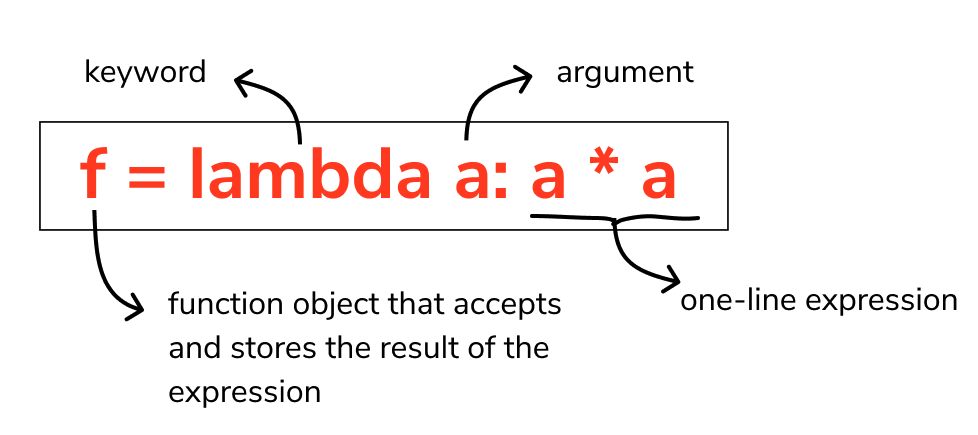 keyword
argument
f = lambda a: a * a
function object that accepts
and stores the result of the
expression
one-line expression